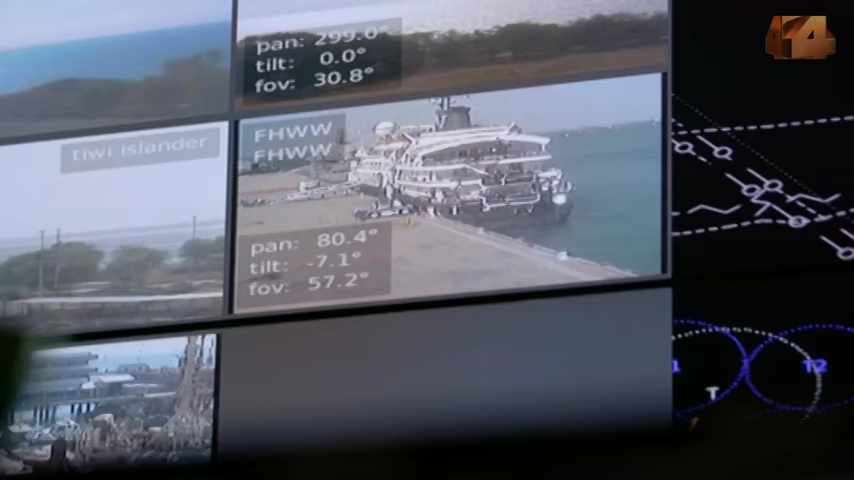 pan: 299.0°
tilt: 0.0°
fov: 30.8°
tiwi islander
FHWW
FHWW
pan: 80.4°
tilt: -7.1°
fov: 57.2°
1
T2
T